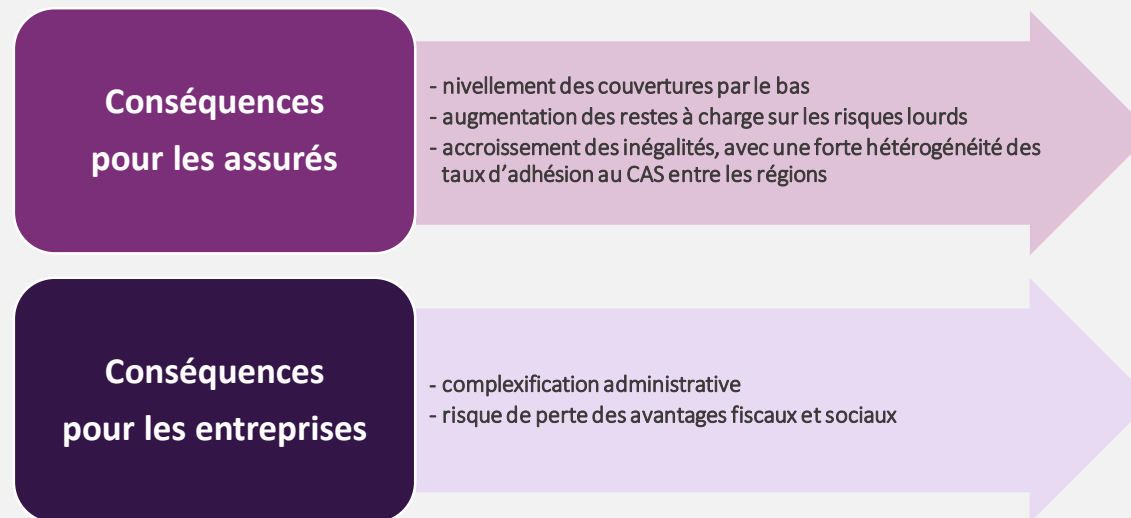 Conséquences
pour les assurés
- nivellement des couvertures par le bas
- augmentation des restes à charge sur les risques lourds
- accroissement des inégalités, avec une forte hétérogénéité des
taux d’adhésion au CAS entre les régions
Conséquences
pour les entreprises
- complexification administrative
- risque de perte des avantages fiscaux et sociaux